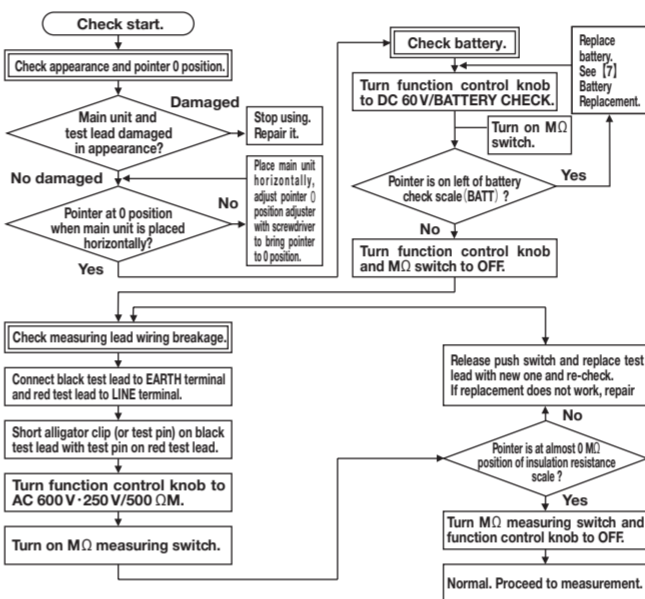 Check start.
Check appearance and pointer 0 position.
Main unit and
test lead damaged
in appearance?
Damaged
Stop using.
Repair it.
No damaged
Pointer at 0 position
when main unit is placed
horizontally?
No
Place main unit
horizontally,
adjust pointer 0
position adjuster
with screwdriver
to bring pointer
to 0 position.
Yes
Check battery.
Turn function control knob
to DC 60 V/BATTERY CHECK.
Turn on MΩ
switch.
Pointer is on left of battery
check scale(BATT) ?
Yes
Replace
battery.
See【7】
Battery
Replacement.
No
Turn function control knob
and MΩ switch to OFF.
Check measuring lead wiring breakage.
Connect black test lead to EARTH terminal
and red test lead to LINE terminal.
Short alligator clip (or test pin) on black
test lead with test pin on red test lead.
Turn function control knob to
AC 600 V·250 V/500 ΩM.
Turn on MΩ measuring switch.
Release push switch and replace test
lead with new one and re-check.
If replacement does not work, repair
No
Pointer is at almost 0 MΩ
position of insulation resistance
scale ?
Yes
Turn MΩ measuring switch and
function control knob to OFF.
Normal. Proceed to measurement.